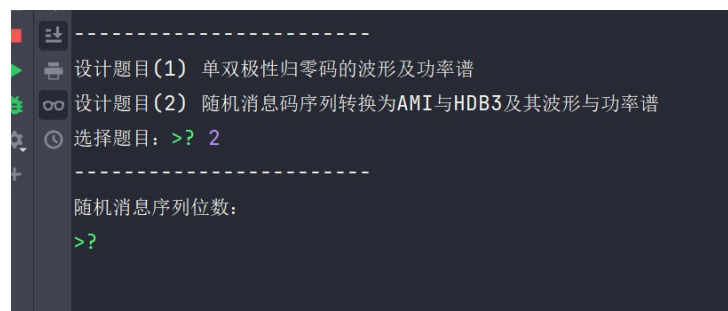 ------------------------
设计题目(1) 单双极性归零码的波形及功率谱
设计题目(2) 随机消息码序列转换为AMI与HDB3及其波形与功率谱
选择题目：>? 2
------------------------
随机消息序列位数：
>?